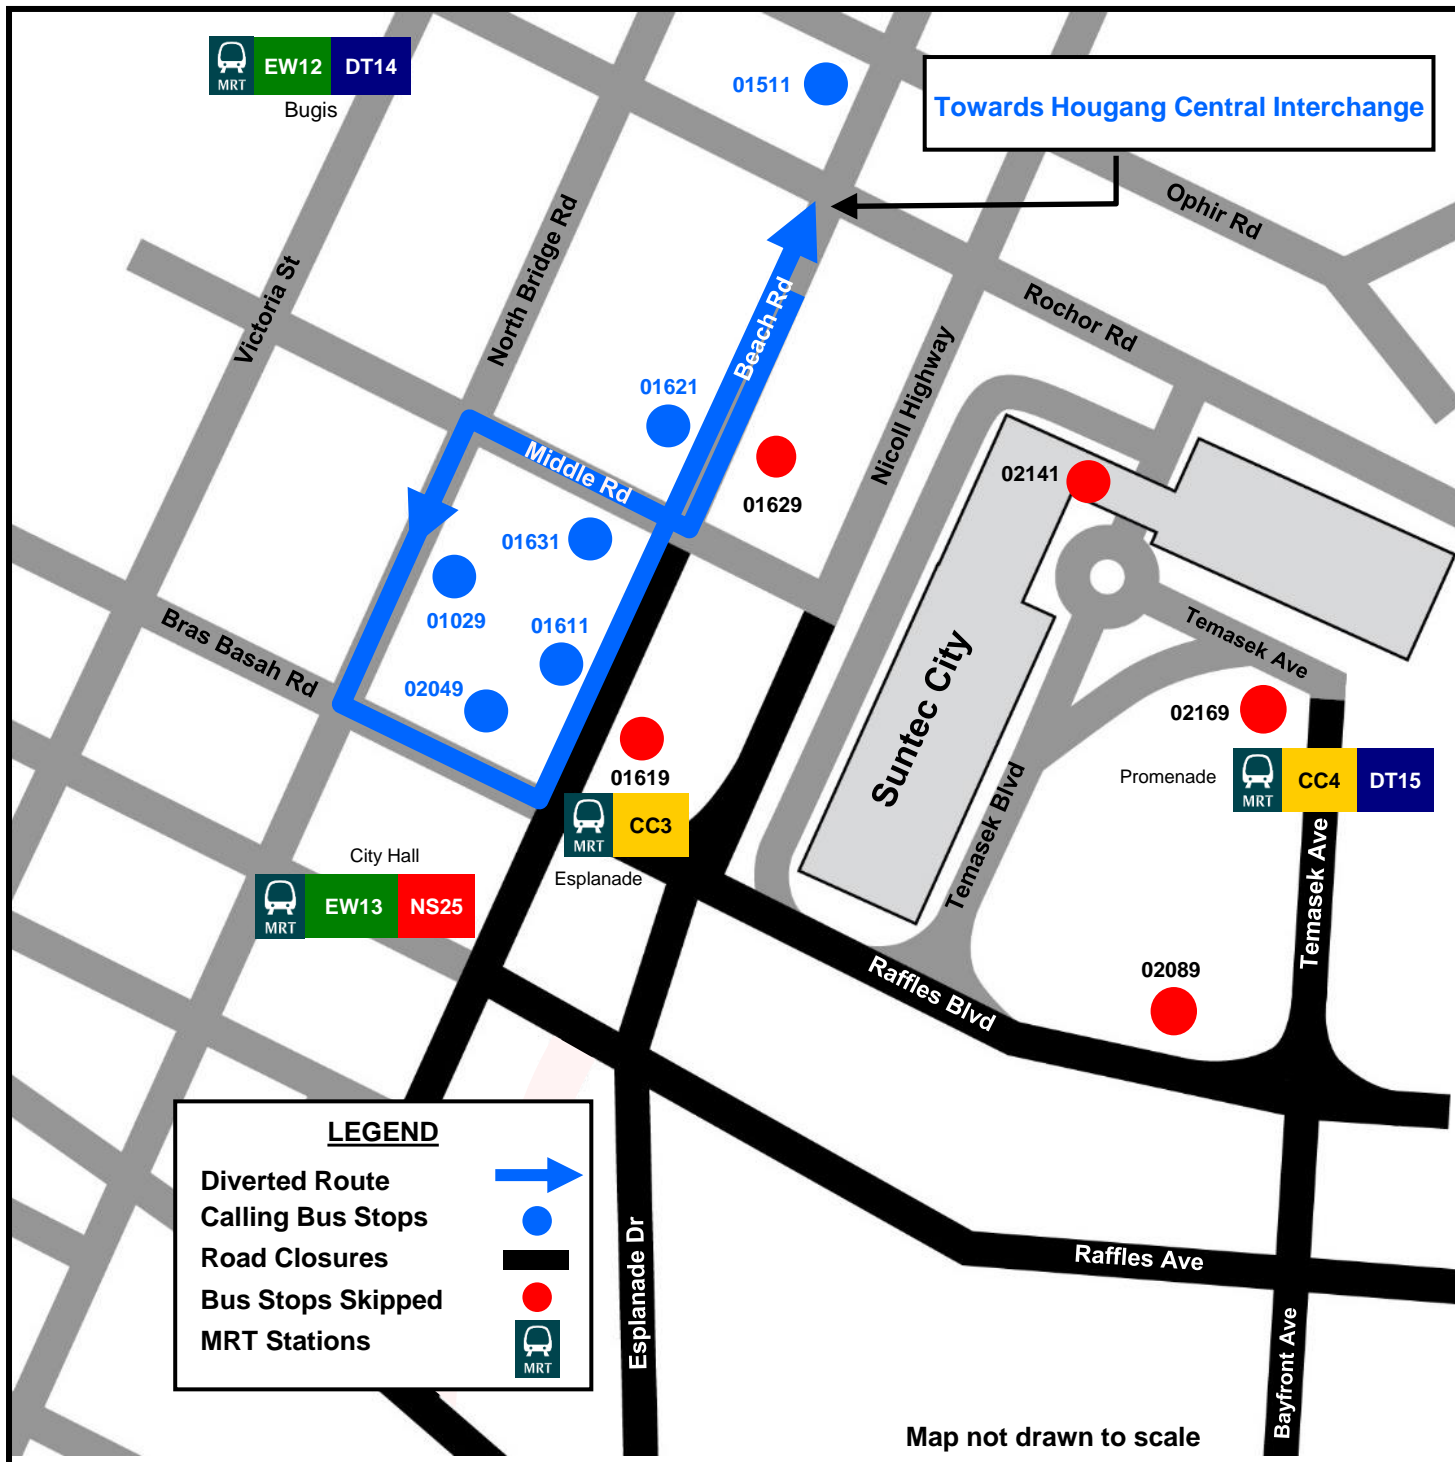 MRT
EW12
DT14
Bugis
01511
Towards Hougang Central Interchange
Ophir Rd
Victoria St
North Bridge Rd
Beach Rd
Rochor Rd
Nicoll Highway
01621
Middle Rd
01629
02141
01631
01029
01611
Bras Basah Rd
02049
Temasek Ave
Suntec City
02169
01619
Promenade
MRT
CC4
DT15
MRT
CC3
Temasek Blvd
City Hall
Esplanade
MRT
EW13
NS25
Temasek Ave
02089
Raffles Blvd
LEGEND
Diverted Route
Calling Bus Stops
Road Closures
Bus Stops Skipped
MRT Stations
MRT
Esplanade Dr
Raffles Ave
Bayfront Ave
Map not drawn to scale